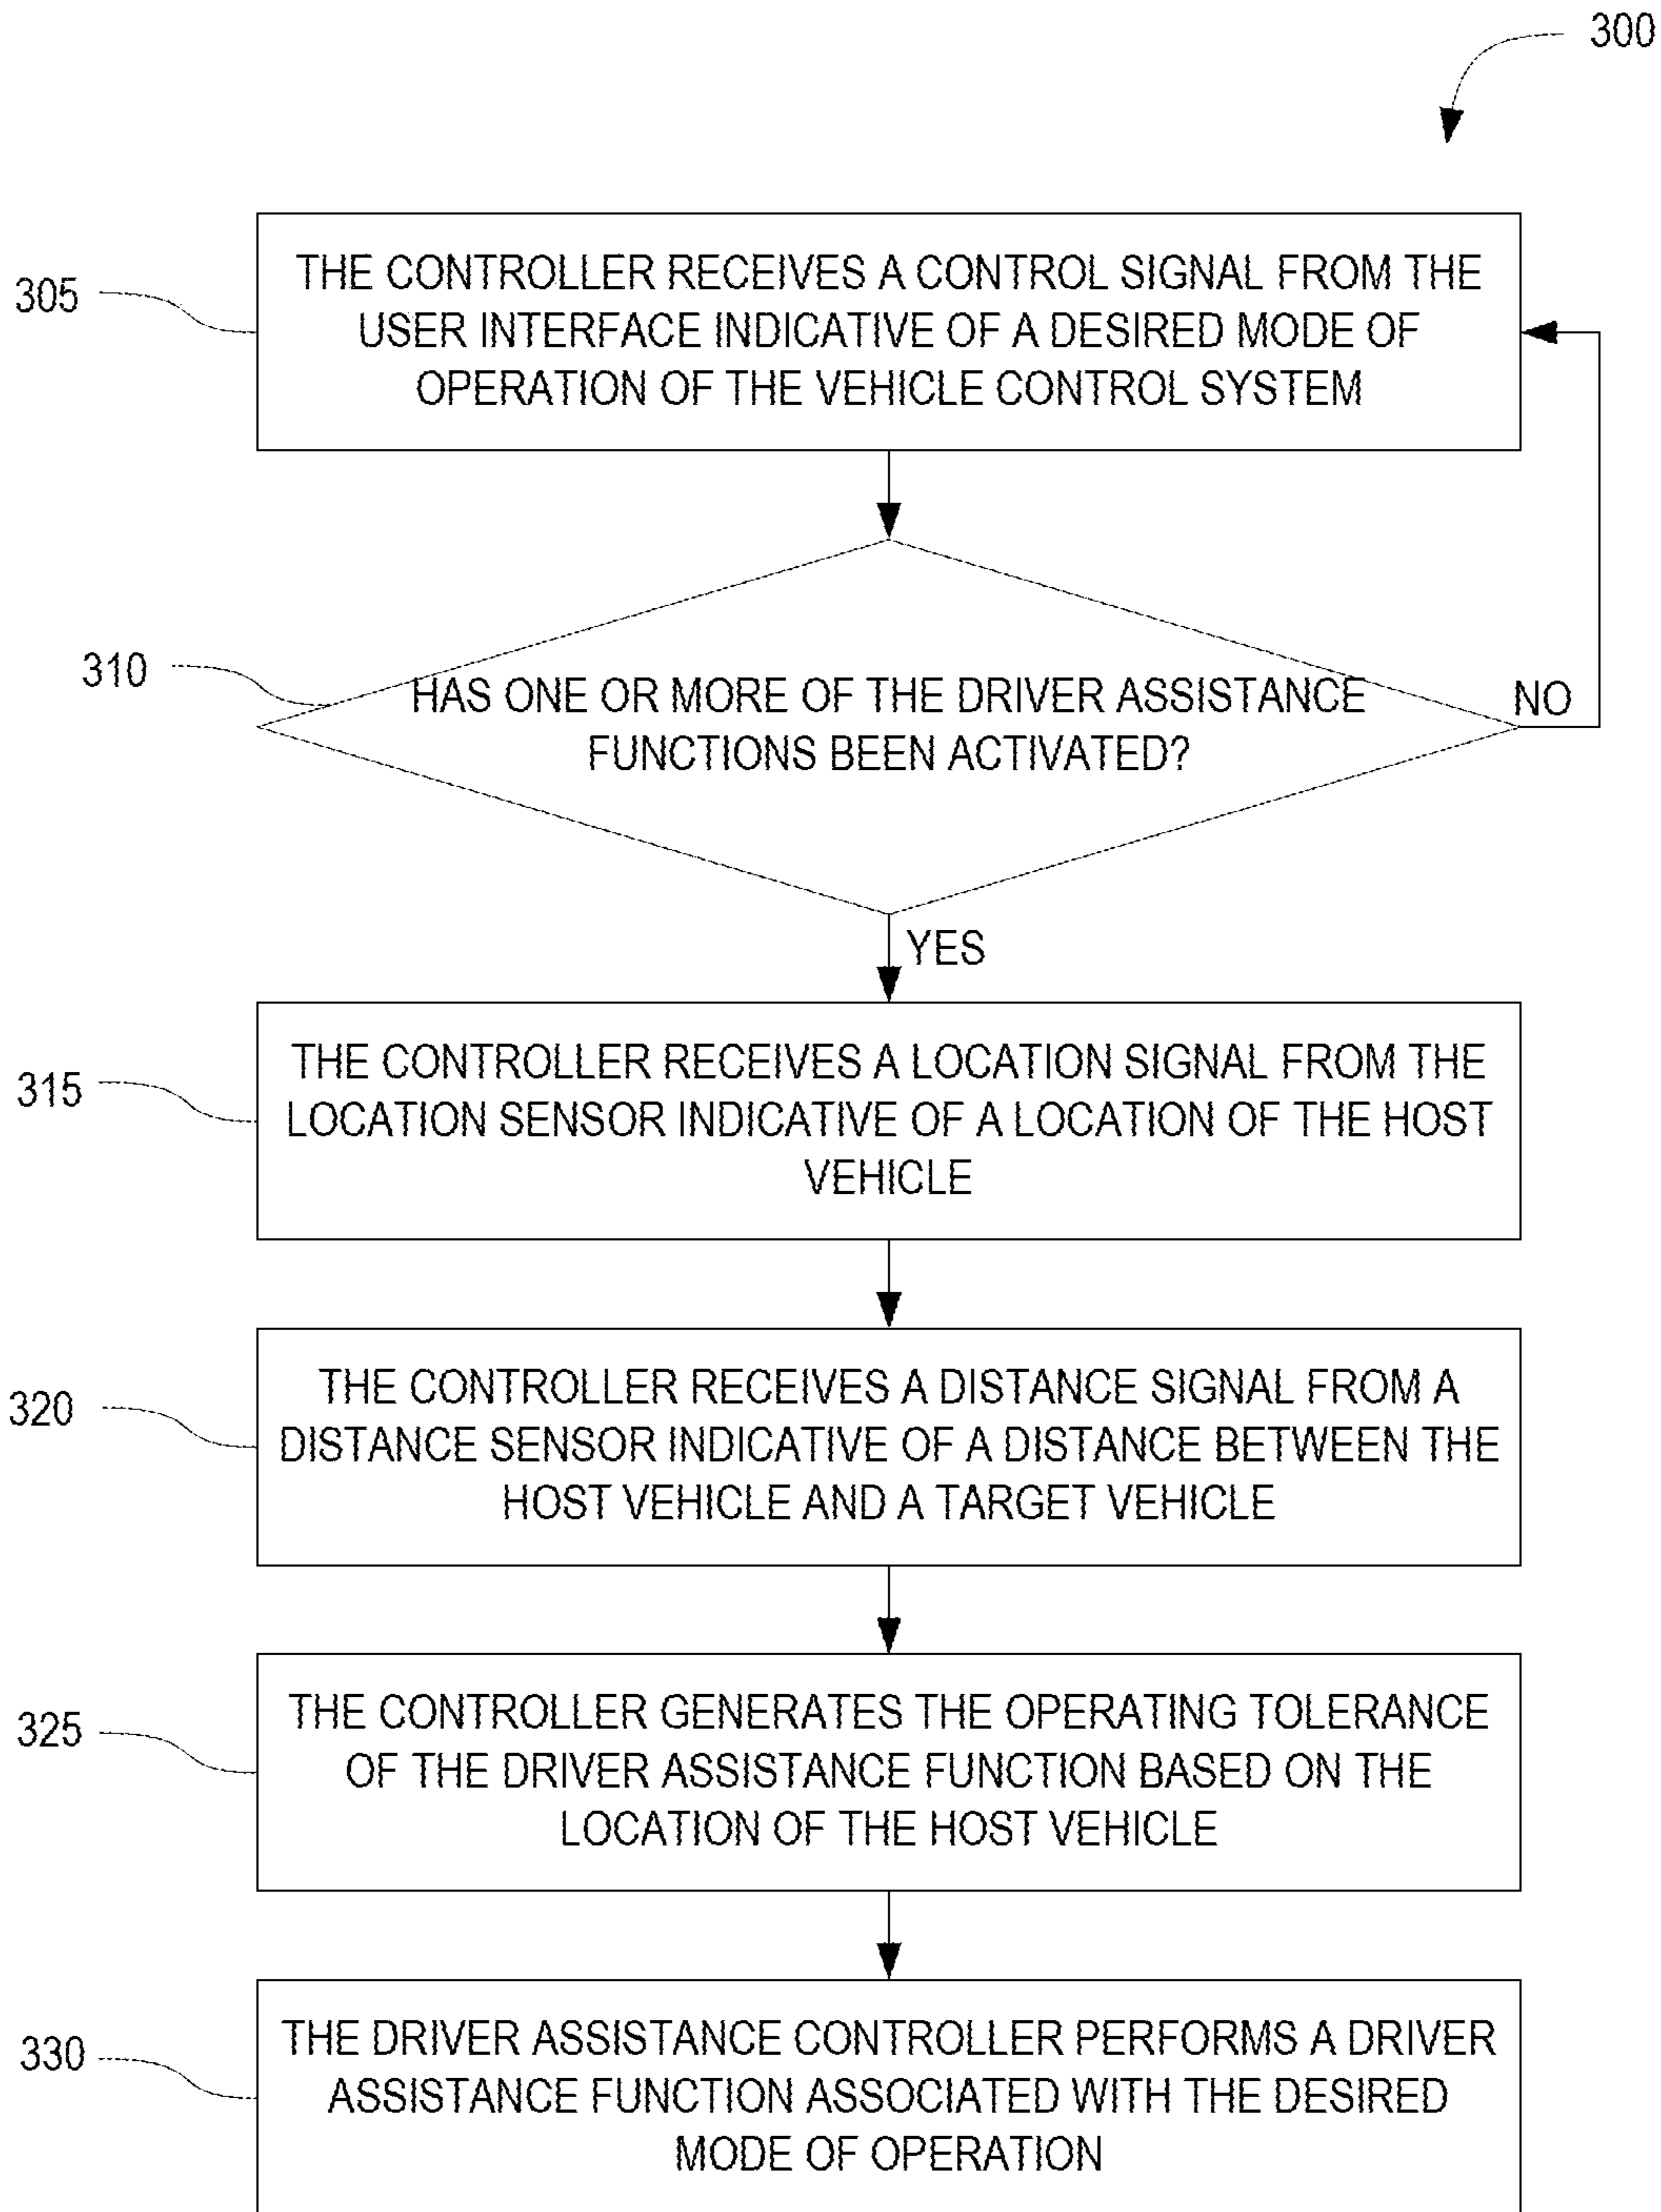 300
305
THE CONTROLLER RECEIVES A CONTROL SIGNAL FROM THE
USER INTERFACE INDICATIVE OF A DESIRED MODE OF
OPERATION OF THE VEHICLE CONTROL SYSTEM
310
HAS ONE OR MORE OF THE DRIVER ASSISTANCE
FUNCTIONS BEEN ACTIVATED?
NO
YES
315
THE CONTROLLER RECEIVES A LOCATION SIGNAL FROM THE
LOCATION SENSOR INDICATIVE OF A LOCATION OF THE HOST
VEHICLE
320
THE CONTROLLER RECEIVES A DISTANCE SIGNAL FROM A
DISTANCE SENSOR INDICATIVE OF A DISTANCE BETWEEN THE
HOST VEHICLE AND A TARGET VEHICLE
325
THE CONTROLLER GENERATES THE OPERATING TOLERANCE
OF THE DRIVER ASSISTANCE FUNCTION BASED ON THE
LOCATION OF THE HOST VEHICLE
330
THE DRIVER ASSISTANCE CONTROLLER PERFORMS A DRIVER
ASSISTANCE FUNCTION ASSOCIATED WITH THE DESIRED
MODE OF OPERATION